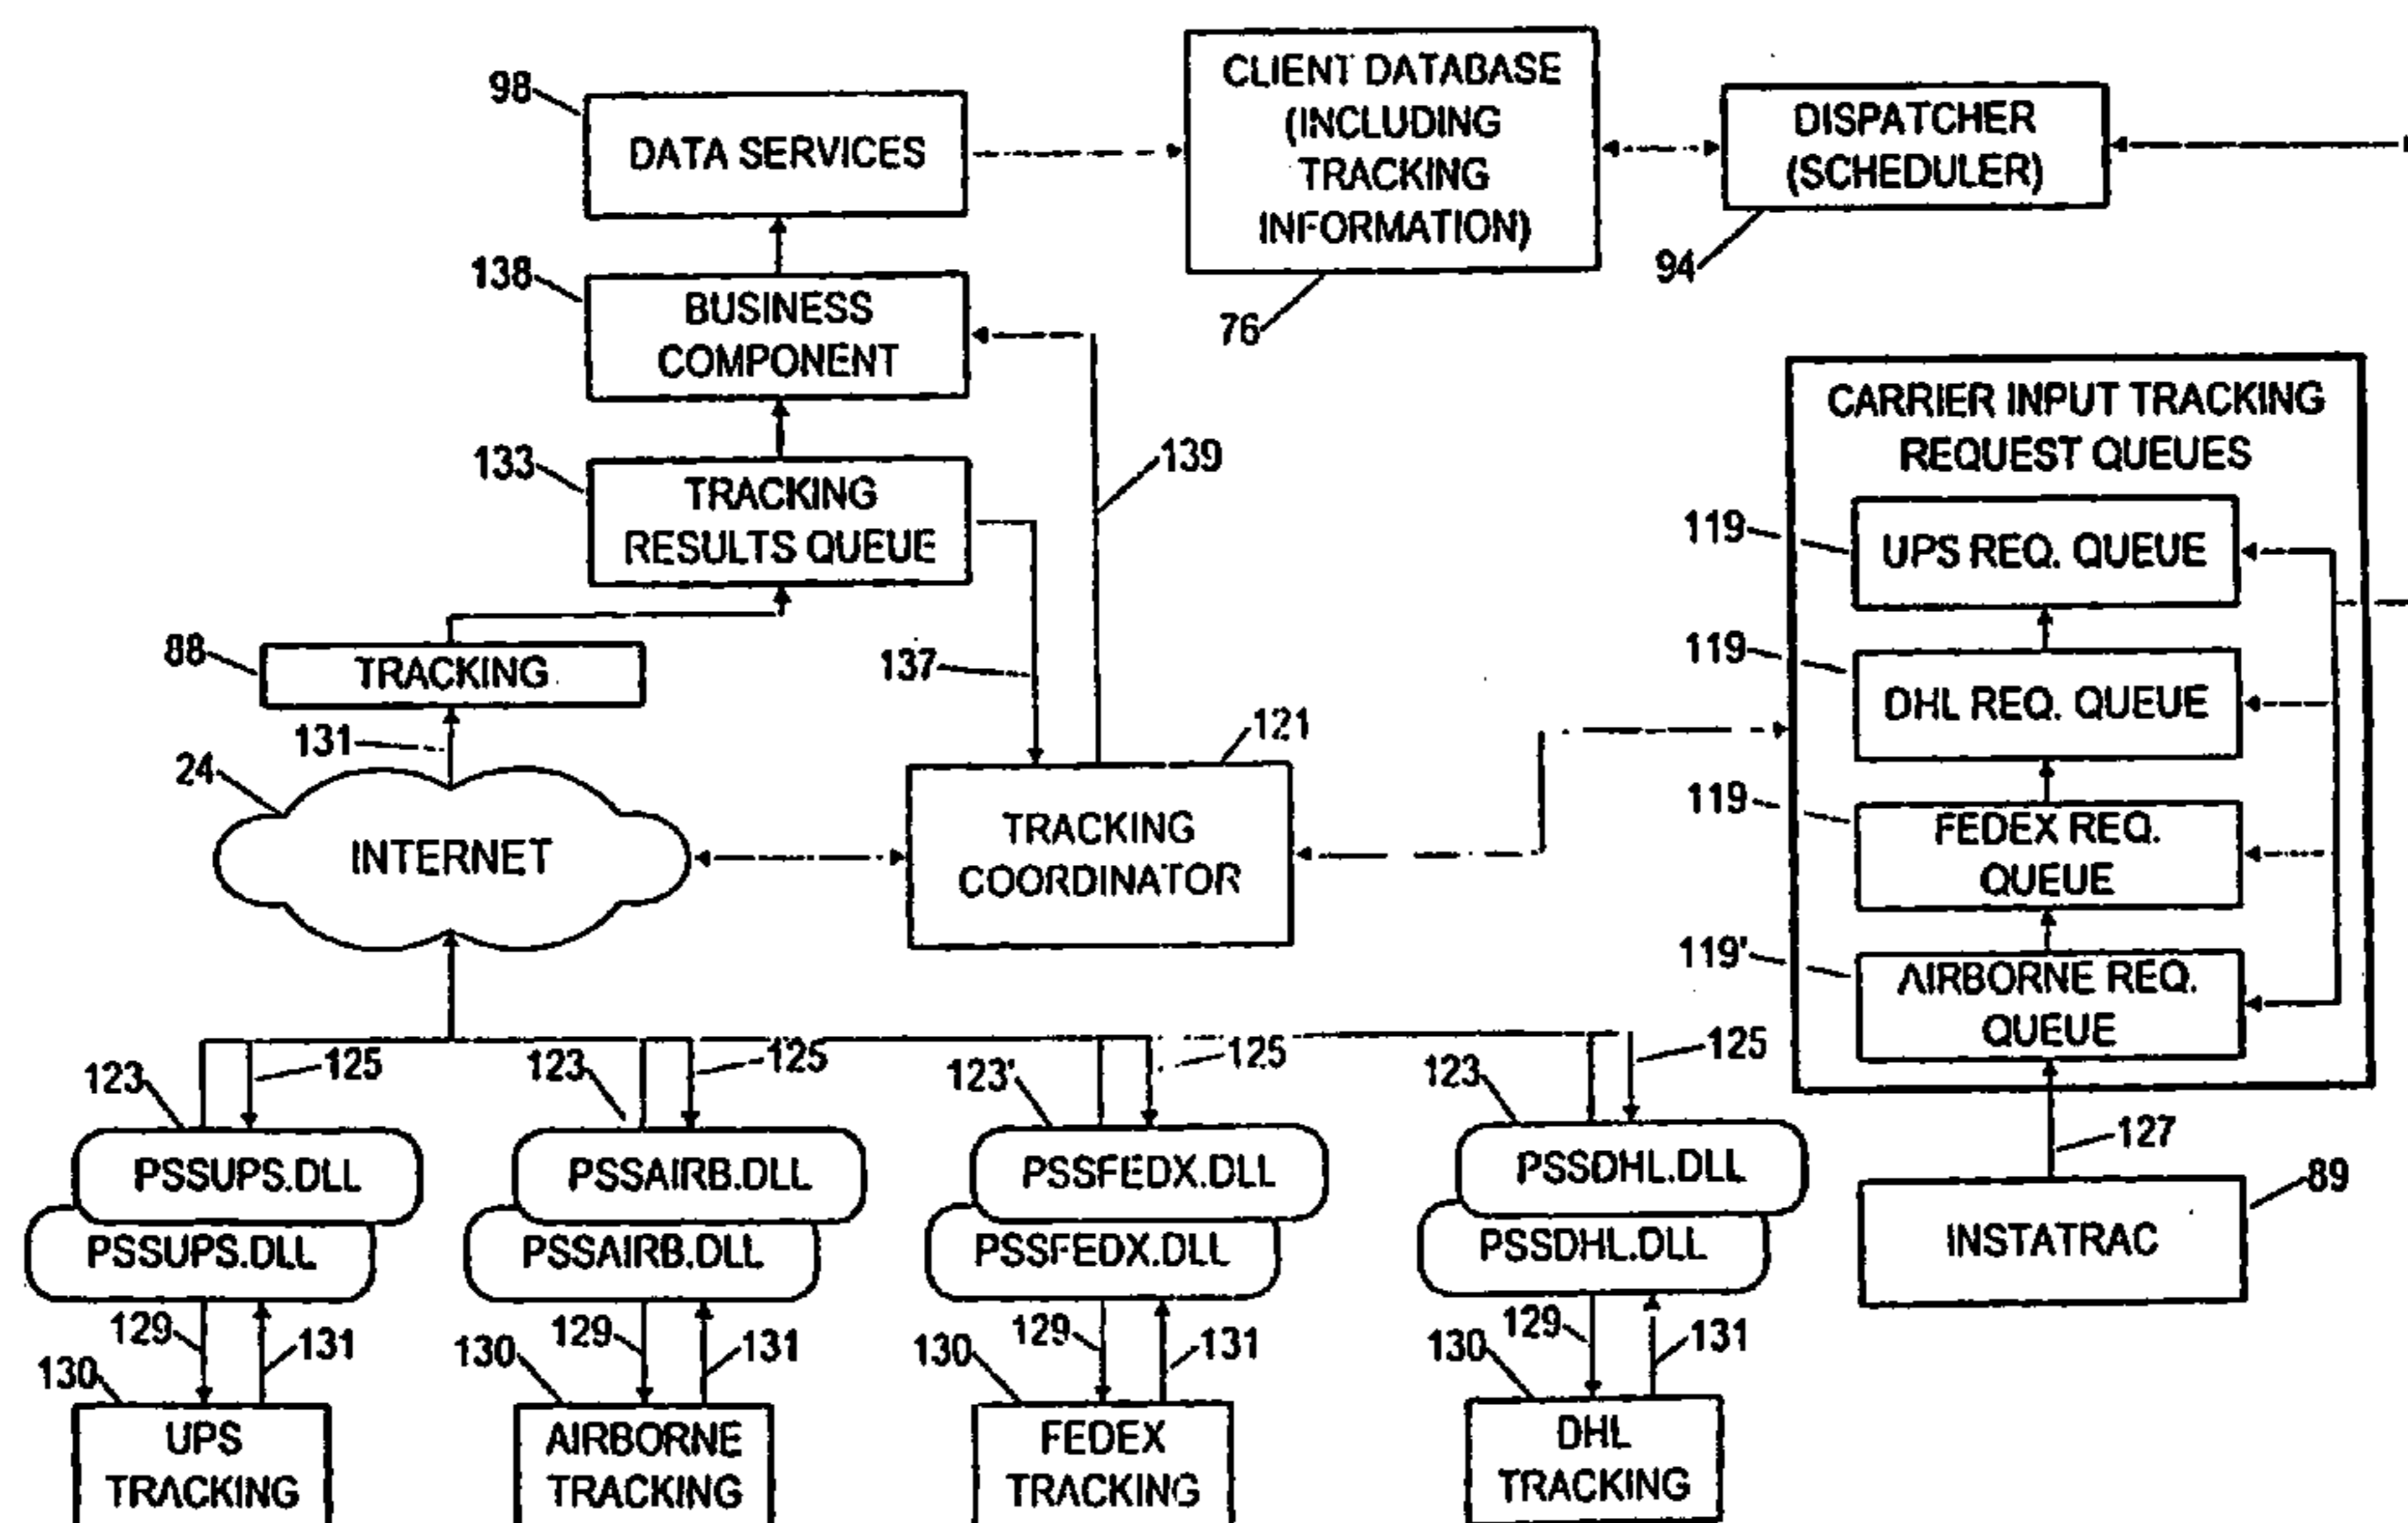 98
DATA SERVICES
CLIENT DATABASE
(INCLUDING
TRACKING
INFORMATION)
76
DISPATCHER
(SCHEDULER)
94
138
BUSINESS
COMPONENT
139
133
TRACKING
RESULTS QUEUE
137
88
TRACKING
131
24
INTERNET
121
TRACKING
COORDINATOR
CARRIER INPUT TRACKING
REQUEST QUEUES
119
UPS REQ. QUEUE
119
DHL REQ. QUEUE
119
FEDEX REQ.
QUEUE
119'
AIRBORNE REQ.
QUEUE
127
89
INSTATRAC
123
125
123
125
123'
125
123
125
PSSUPS.DLL
PSSAIRB.DLL
PSSFEDX.DLL
PSSDHL.DLL
PSSUPS.DLL
PSSAIRB.DLL
PSSFEDX.DLL
PSSDHL.DLL
129
131
129
131
129
131
129
131
130
130
130
130
UPS
TRACKING
AIRBORNE
TRACKING
FEDEX
TRACKING
DHL
TRACKING